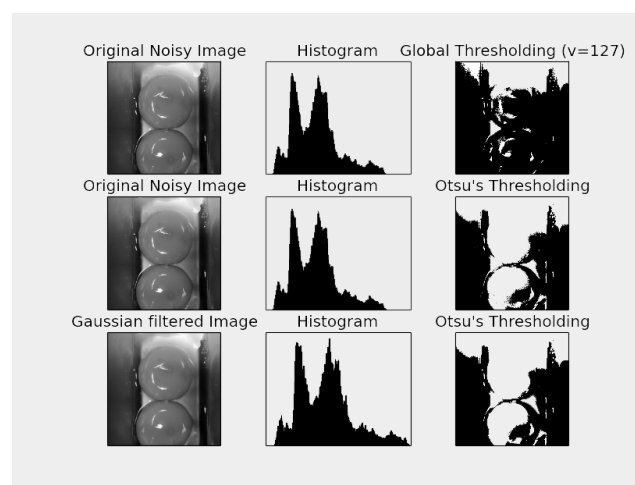 Original Noisy Image
Histogram
Global Thresholding (v=127)
Original Noisy Image
Histogram
Otsu's Thresholding
Gaussian filtered Image
Histogram
Otsu's Thresholding